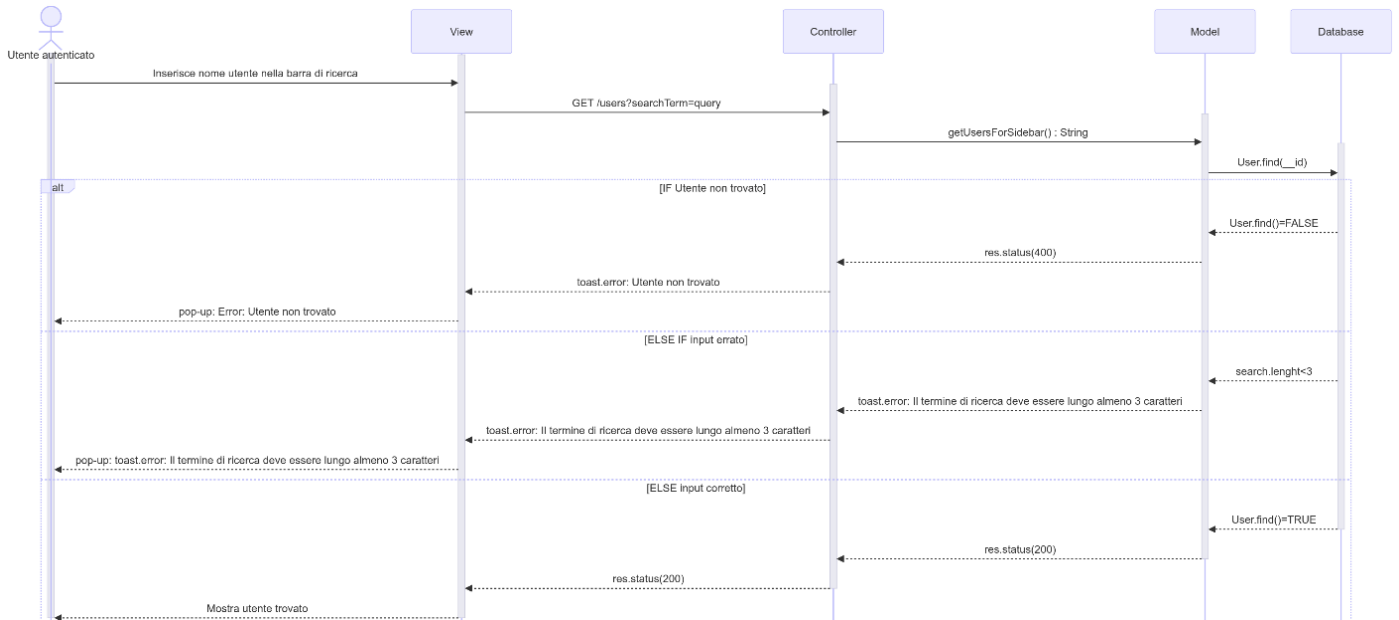 Utente autenticato
View
Controller
Model
Database
Inserisce nome utente nella barra di ricerca
GET /users?searchTerm=query
getUsersForSidebar() : String
User.find(__id)
alt
[IF Utente non trovato]
User.find()=FALSE
res.status(400)
toast.error: Utente non trovato
pop-up: Error: Utente non trovato
[ELSE IF input errato]
search.lenght<3
toast.error: Il termine di ricerca deve essere lungo almeno 3 caratteri
toast.error: Il termine di ricerca deve essere lungo almeno 3 caratteri
pop-up: toast.error: Il termine di ricerca deve essere lungo almeno 3 caratteri
[ELSE input corretto]
User.find()=TRUE
res.status(200)
res.status(200)
Mostra utente trovato